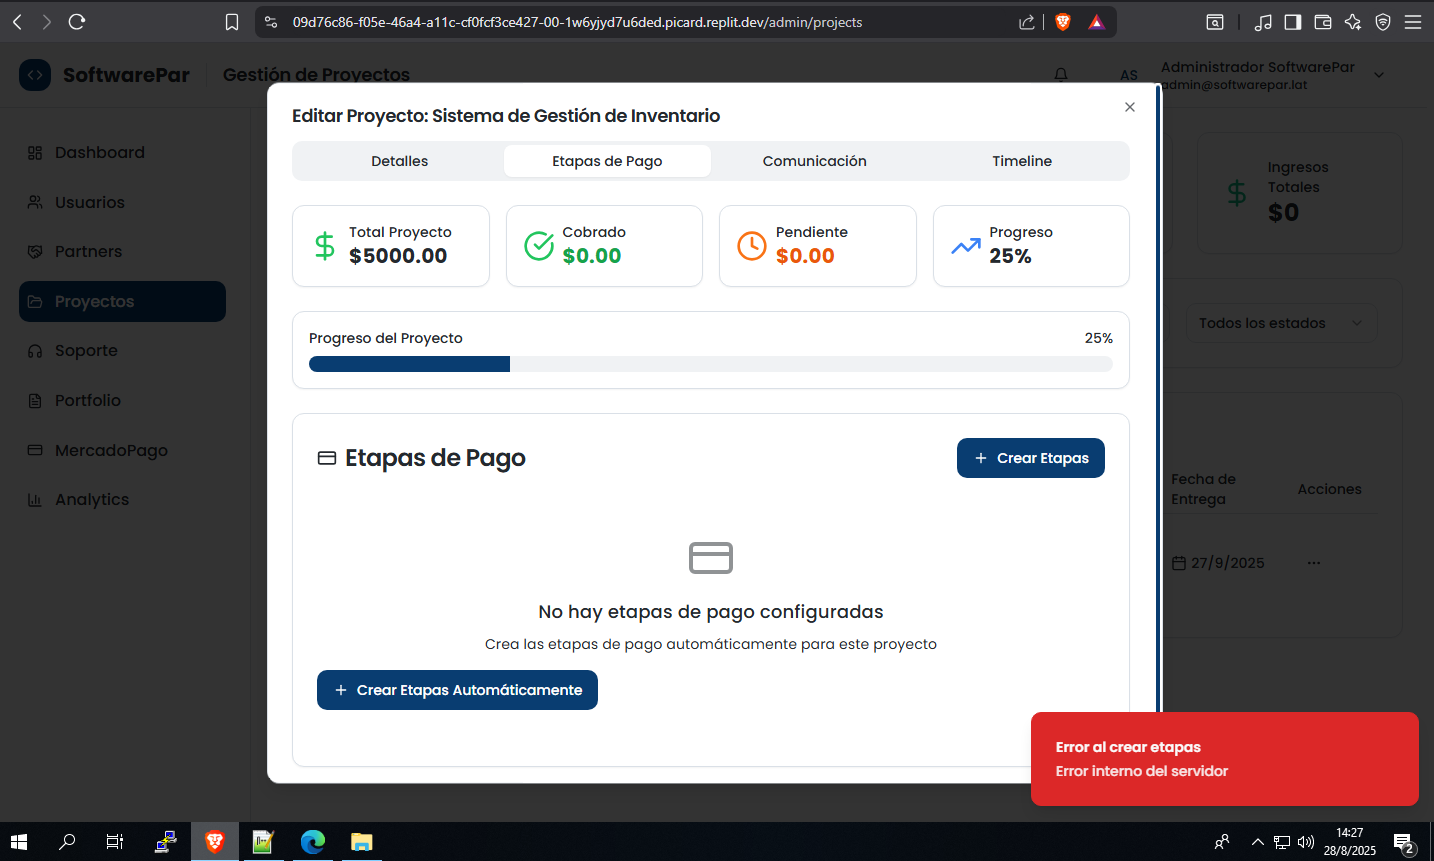 09d76c86-f05e-46a4-a11c-cf0fcf3ce427-00-1w6yjyd7u6ded.picard.replit.dev/admin/projects
SoftwarePar
Gestión de Proyectos
AS
Administrador SoftwarePar
admin@softwarepar.lat
Dashboard
Usuarios
Partners
Proyectos
Soporte
Portfolio
MercadoPago
Analytics
Editar Proyecto: Sistema de Gestión de Inventario
Detalles
Etapas de Pago
Comunicación
Timeline
Total Proyecto
$5000.00
Cobrado
$0.00
Pendiente
$0.00
Progreso
25%
Progreso del Proyecto
25%
Etapas de Pago
Crear Etapas
No hay etapas de pago configuradas
Crea las etapas de pago automáticamente para este proyecto
Crear Etapas Automáticamente
Ingresos
Totales
$0
Todos los estados
Fecha de
Entrega
Acciones
27/9/2025
Error al crear etapas
Error interno del servidor
14:27
28/8/2025
2